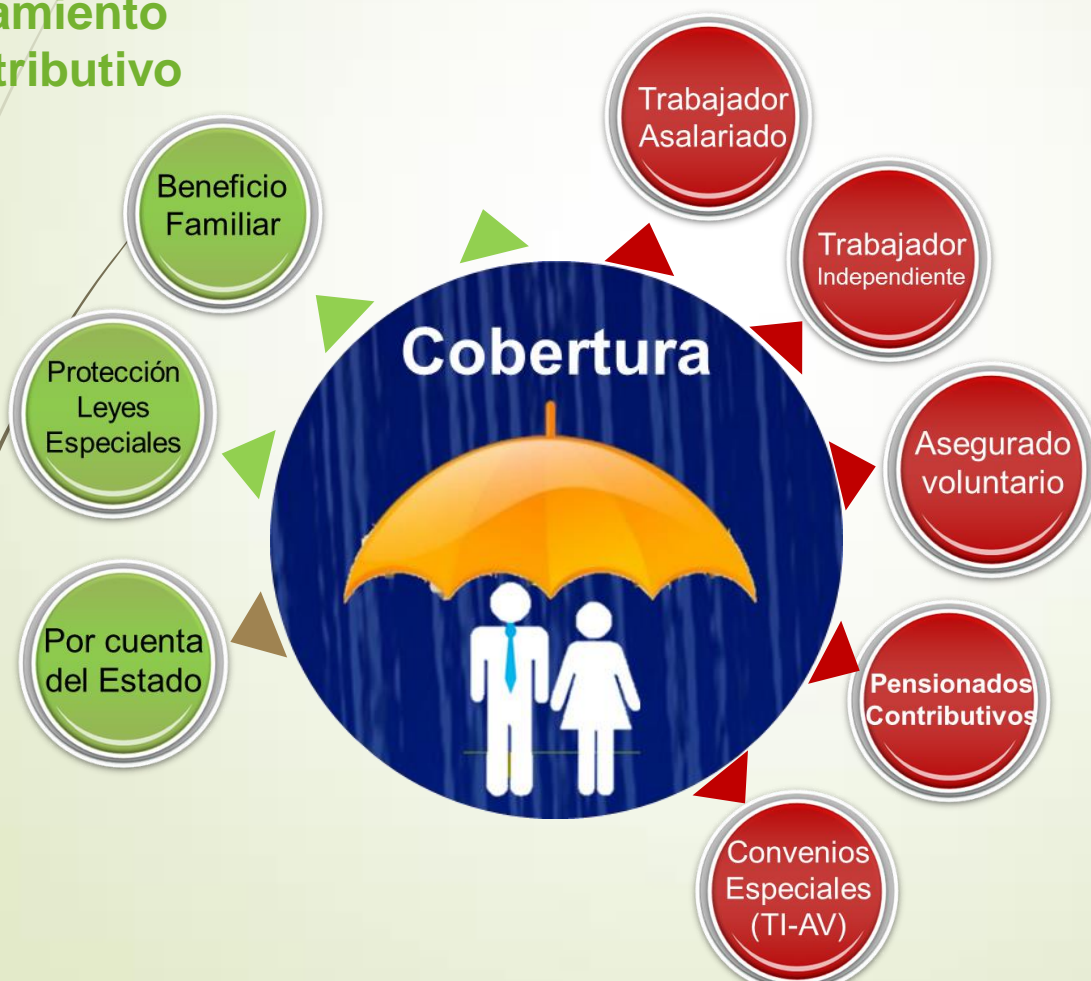 amiento
tributivo
Beneficio
Familiar
Protección
Leyes
Especiales
Por cuenta
del Estado
Cobertura
Trabajador
Asalariado
Trabajador
Independiente
Asegurado
voluntario
Pensionados
Contributivos
Convenios
Especiales
(TI-AV)